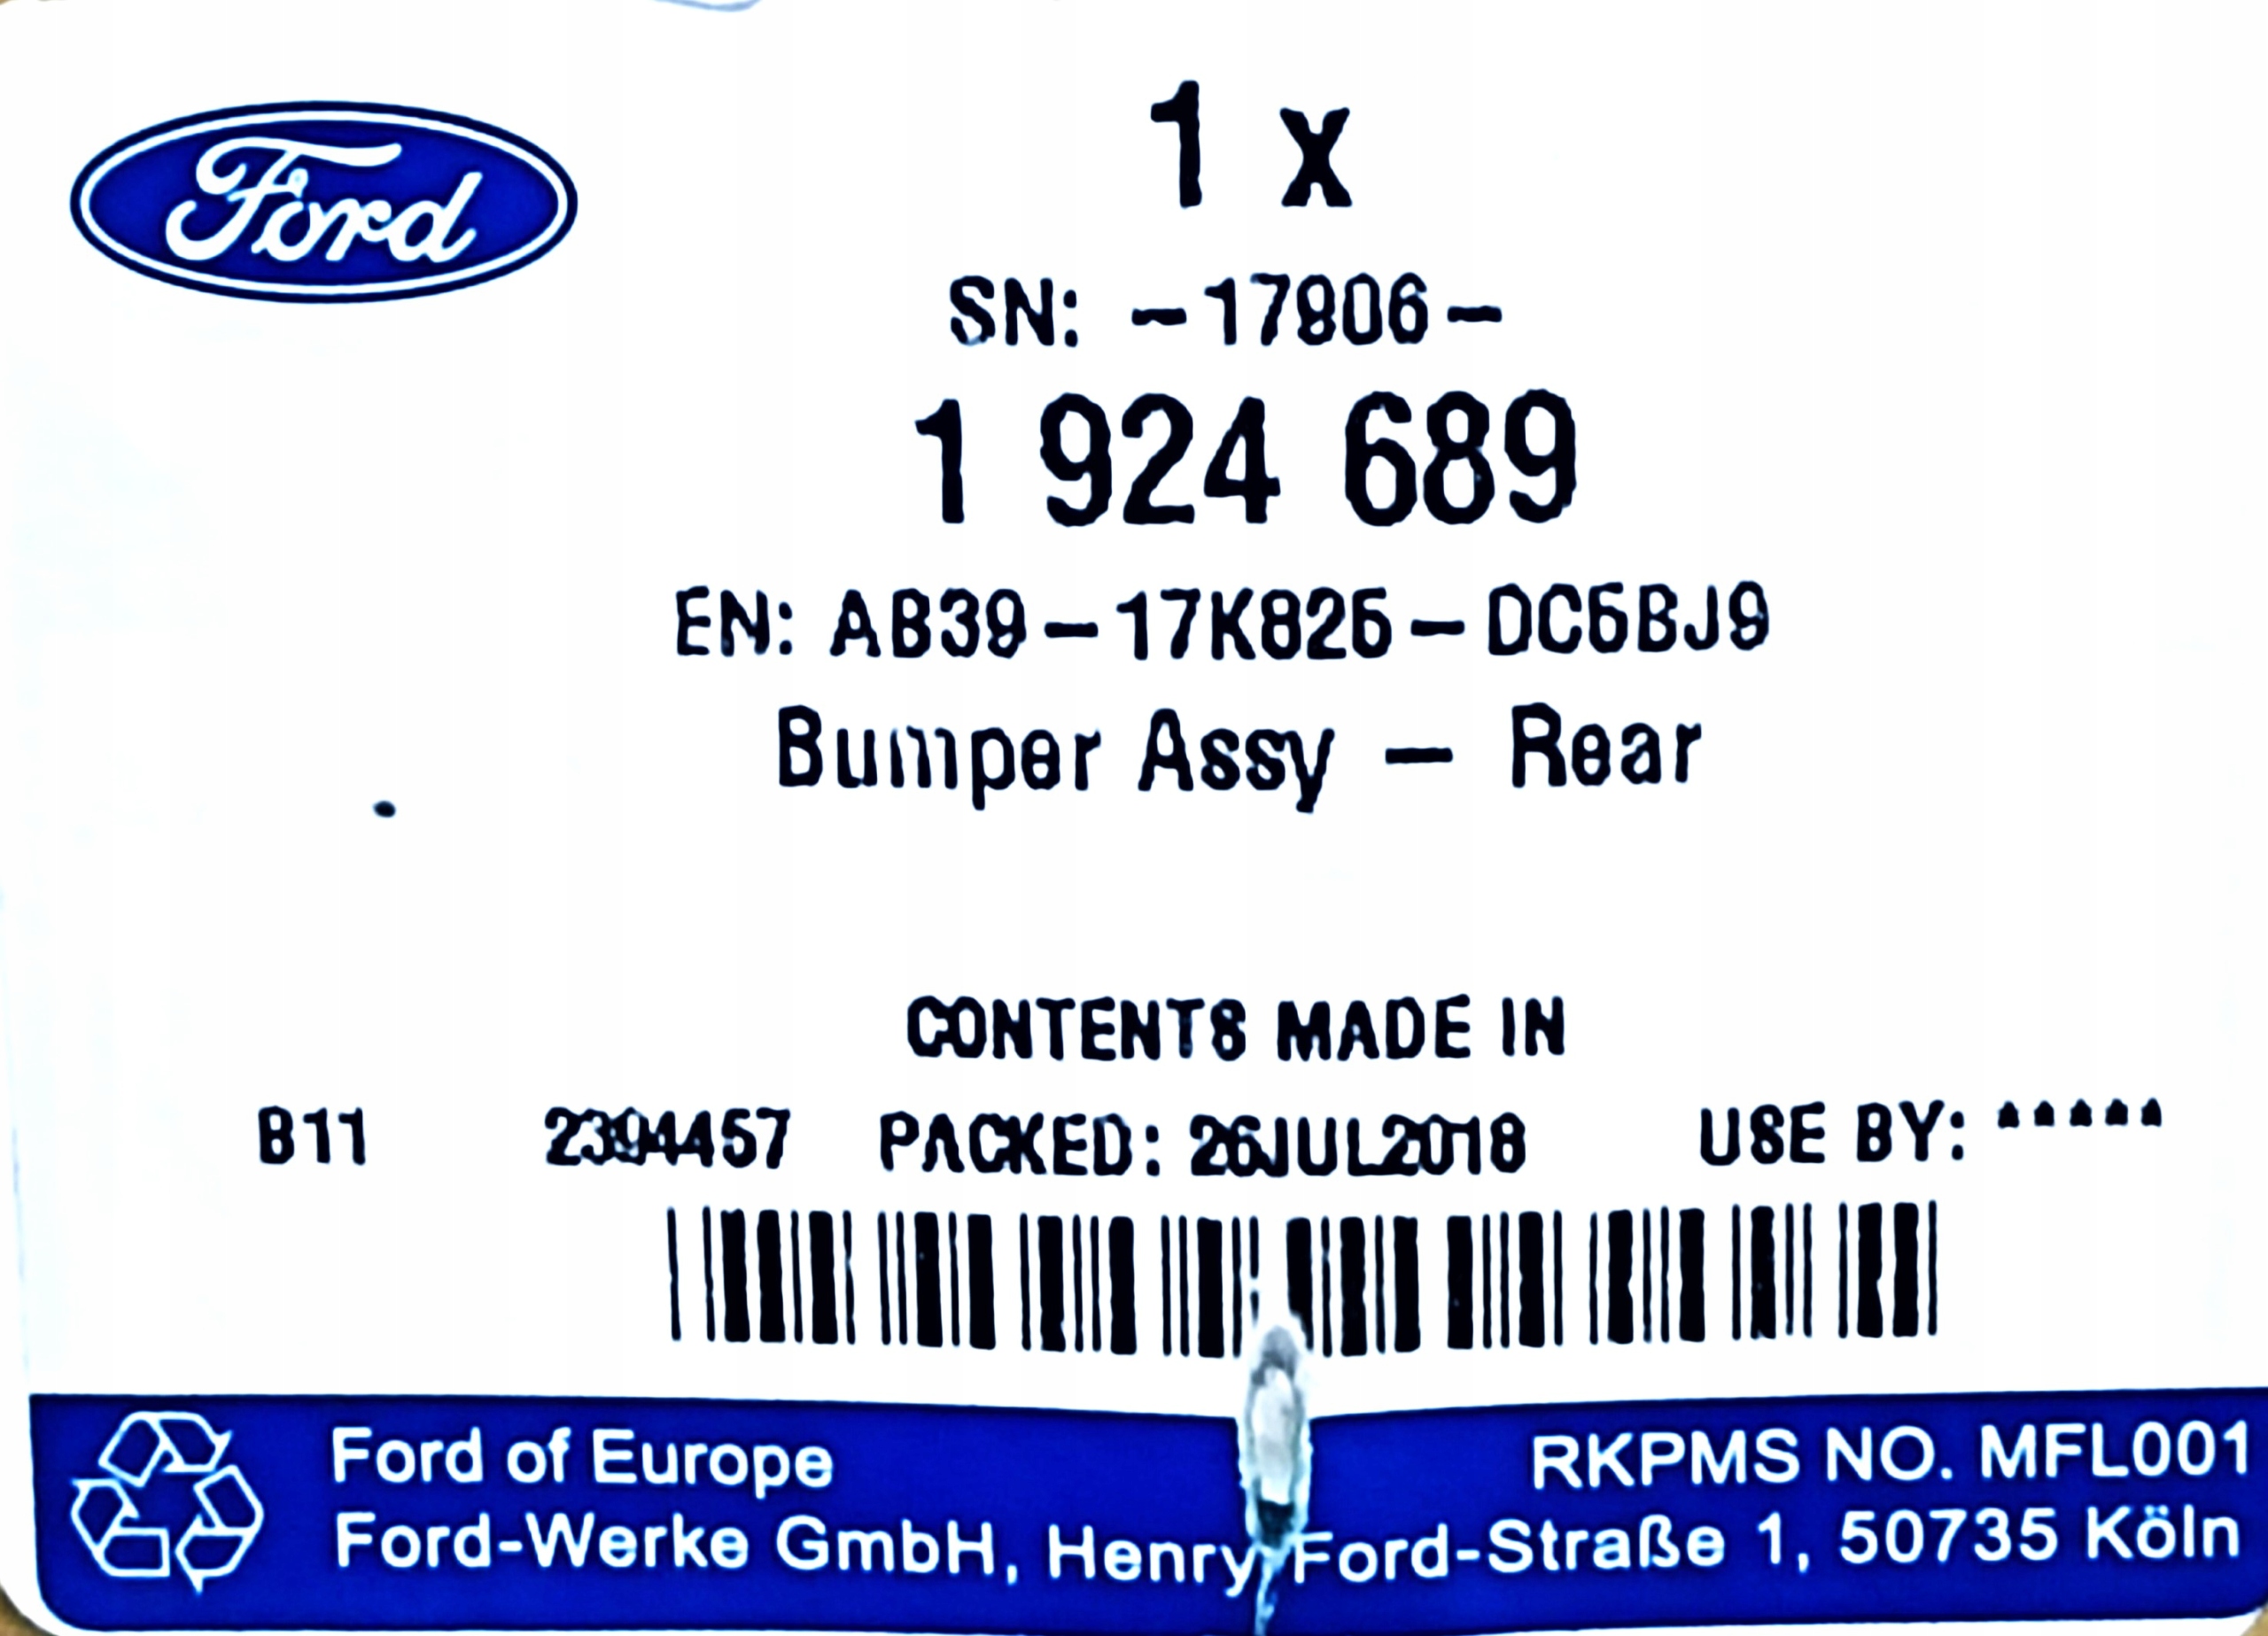 Ford
1 x
SN: -17906-
1 924 689
EN: AB39-17K825-DC5BJ9
Bumper Assy - Rear
CONTENTS MADE IN
B11 2394457 PACKED: 26JUL2018 USE BY: *****
Ford of Europe RKPMS NO. MFL001
Ford-Werke GmbH, Henry Ford-Straße 1, 50735 Köln